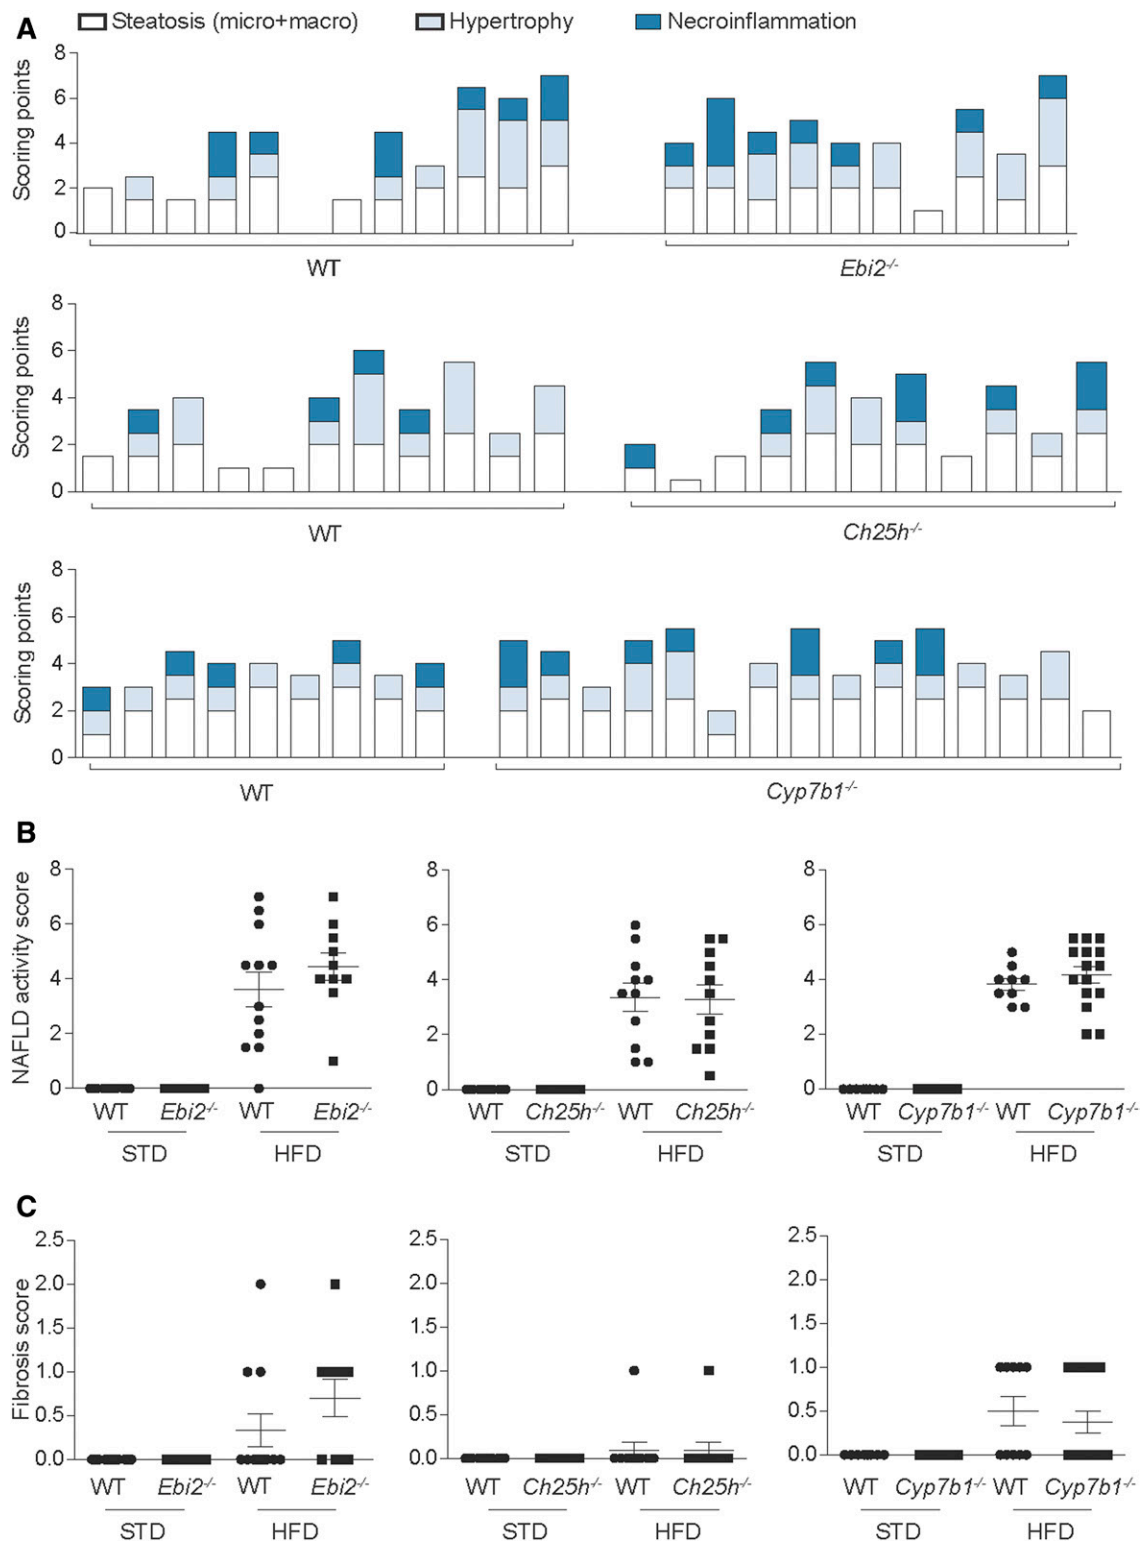 A
Steatosis (micro+macro) Hypertrophy Necroinflammation
Scoring points
8
6
4
2
0
WT Ebi2-/-
Scoring points
8
6
4
2
0
WT Ch25h-/-
Scoring points
8
6
4
2
0
WT Cyp7b1-/-
B
NAFLD activity score
8
6
4
2
0
WT Ebi2-/- WT Ebi2-/-
STD HFD
8
6
4
2
0
WT Ch25h-/- WT Ch25h-/-
STD HFD
8
6
4
2
0
WT Cyp7b1-/- WT Cyp7b1-/-
STD HFD
C
Fibrosis score
2.5
2.0
1.5
1.0
0.5
0.0
WT Ebi2-/- WT Ebi2-/-
STD HFD
2.5
2.0
1.5
1.0
0.5
0.0
WT Ch25h-/- WT Ch25h-/-
STD HFD
2.5
2.0
1.5
1.0
0.5
0.0
WT Cyp7b1-/- WT Cyp7b1-/-
STD HFD